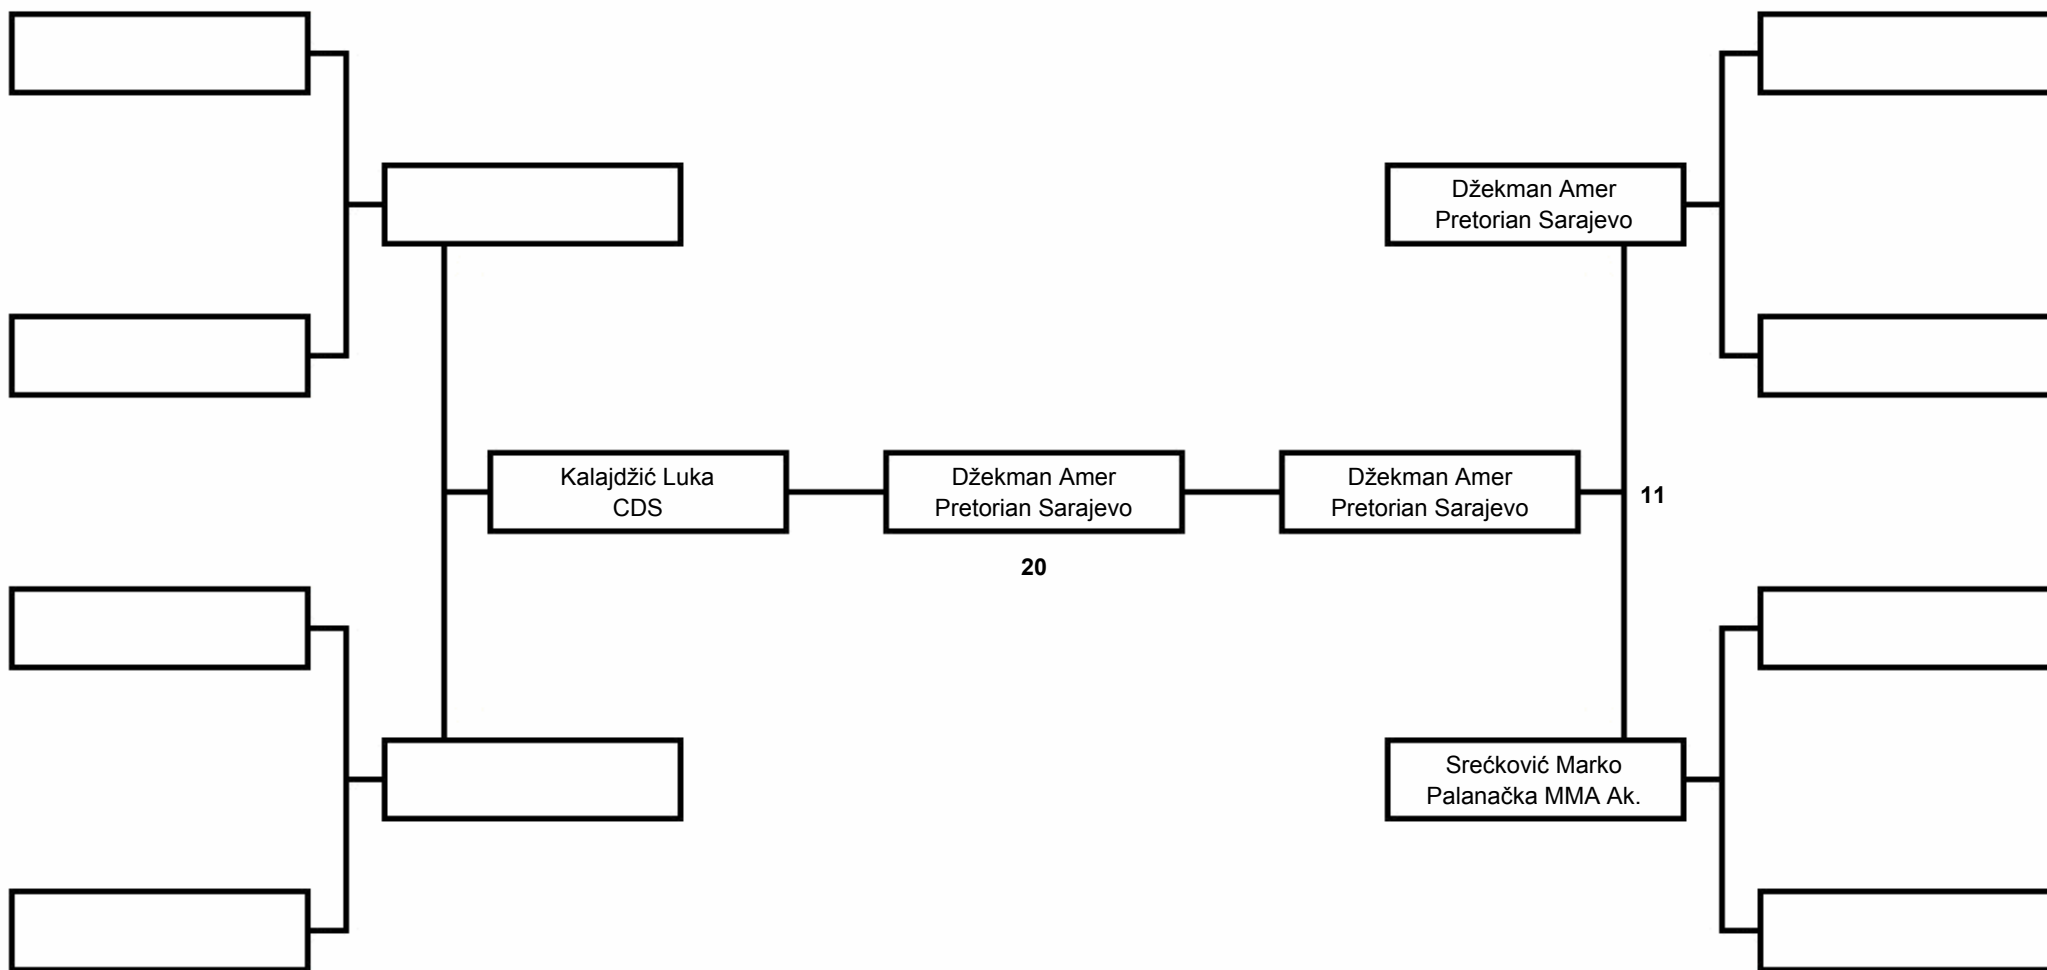 Džekman Amer
Pretorian Sarajevo
Kalajdžić Luka
CDS
Džekman Amer
Pretorian Sarajevo
Džekman Amer
Pretorian Sarajevo
11
20
Srećković Marko
Palanačka MMA Ak.